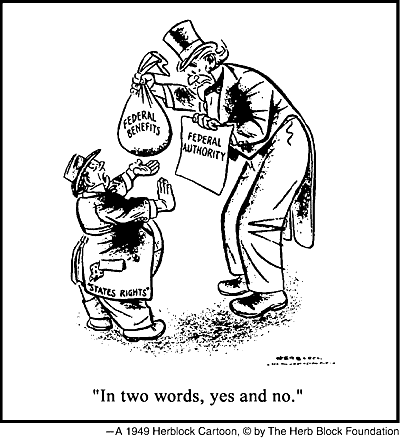 FEDERAL
BENEFITS
FEDERAL
AUTHORITY
"STATES RIGHTS"
HERBLOCK
"In two words, yes and no."
—A 1949 Herblock Cartoon, © by The Herb Block Foundation